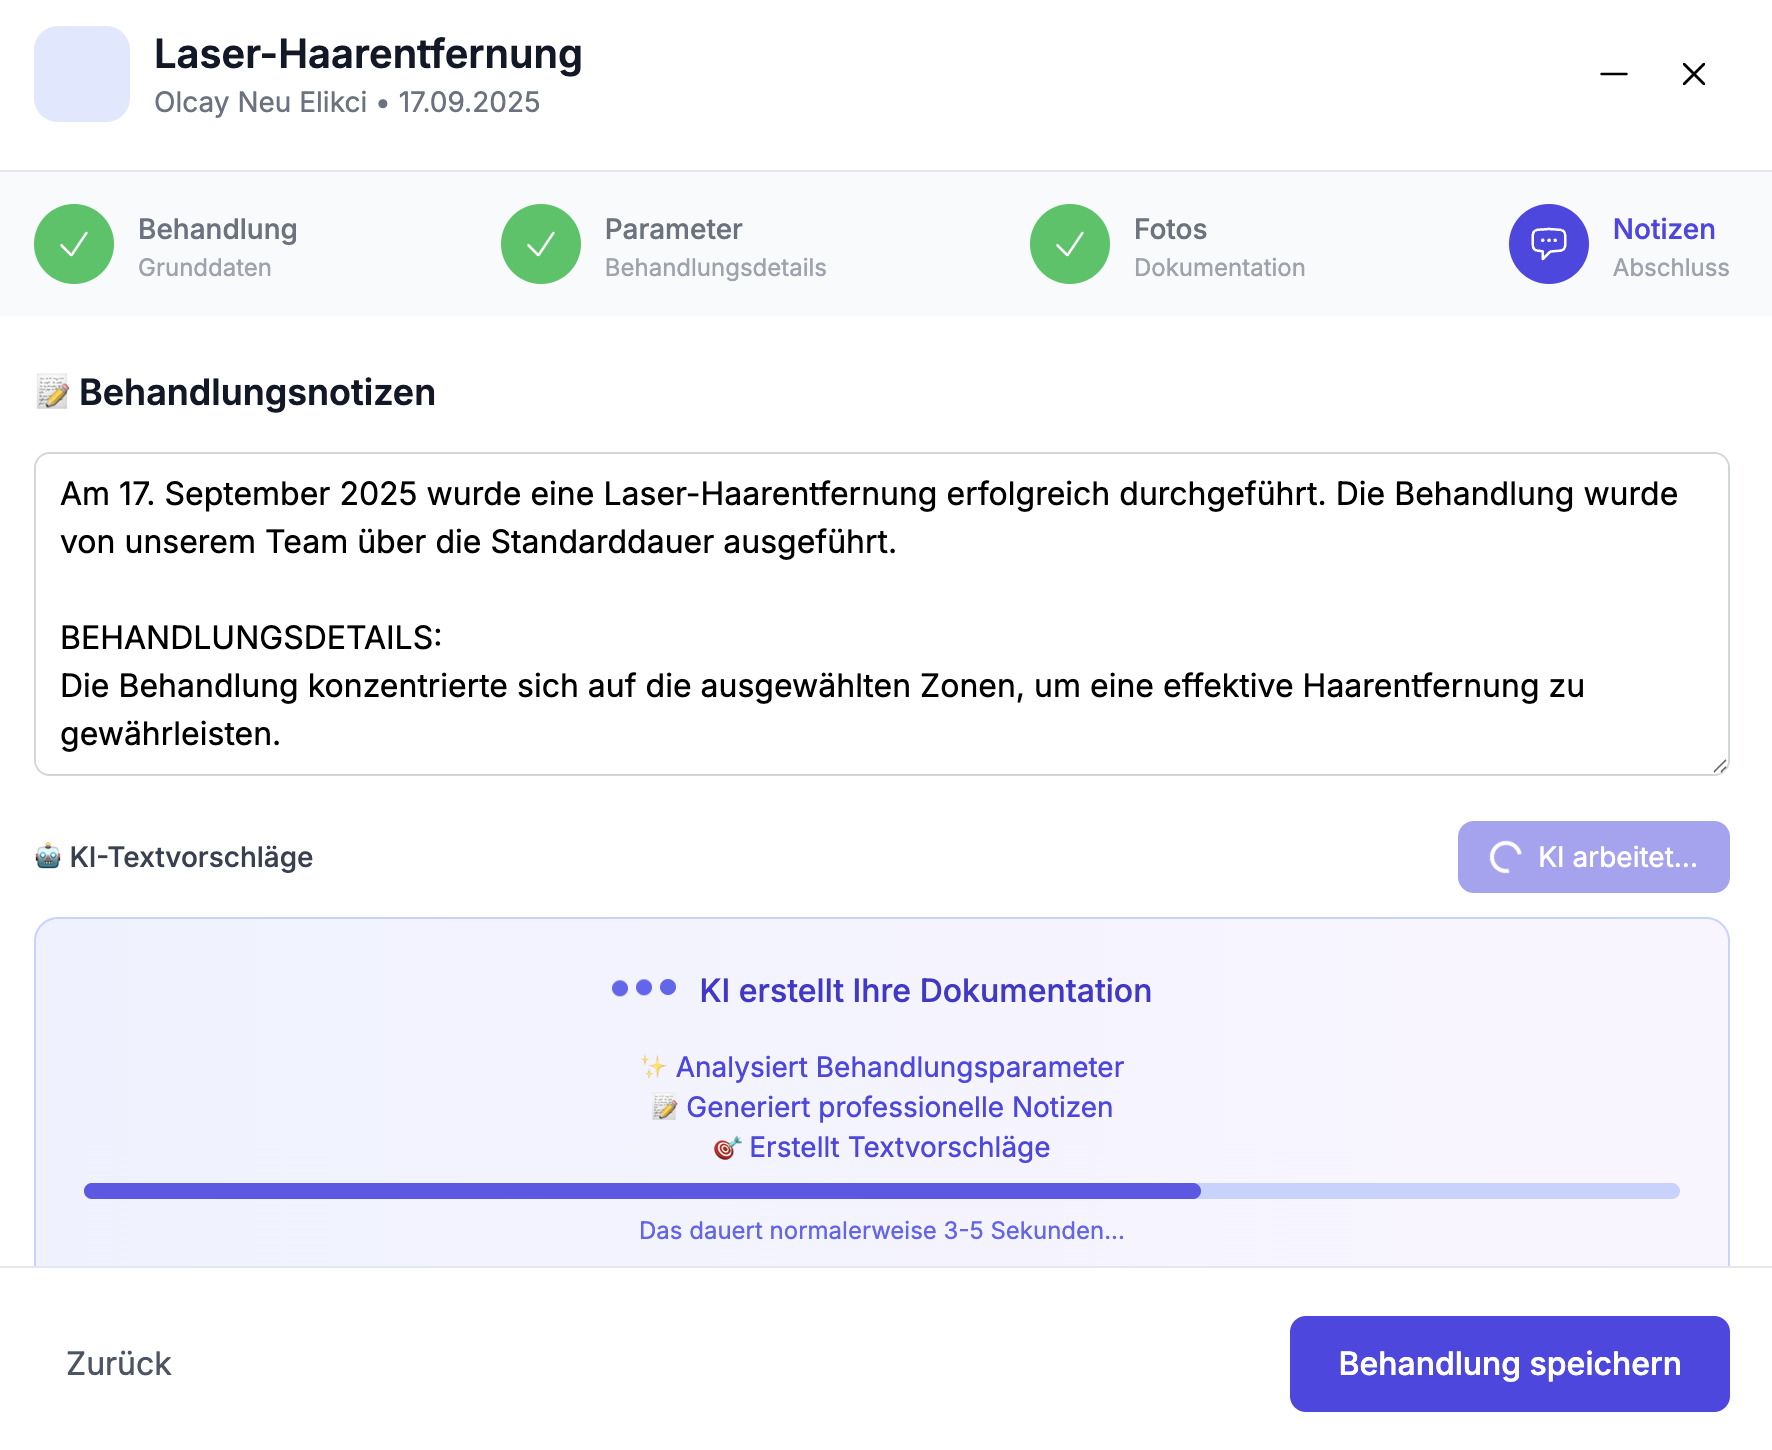 Laser-Haarentfernung
Olcay Neu Elikci • 17.09.2025
Behandlung
Grunddaten
Parameter
Behandlungsdetails
Fotos
Dokumentation
Notizen
Abschluss
📝 Behandlungsnotizen
Am 17. September 2025 wurde eine Laser-Haarentfernung erfolgreich durchgeführt. Die Behandlung wurde
von unserem Team über die Standarddauer ausgeführt.
BEHANDLUNGSDETAILS:
Die Behandlung konzentrierte sich auf die ausgewählten Zonen, um eine effektive Haarentfernung zu
gewährleisten.
🤖 KI-Textvorschläge
KI arbeitet...
KI erstellt Ihre Dokumentation
✨ Analysiert Behandlungsparameter
📝 Generiert professionelle Notizen
🎯 Erstellt Textvorschläge
Das dauert normalerweise 3-5 Sekunden...
Zurück
Behandlung speichern